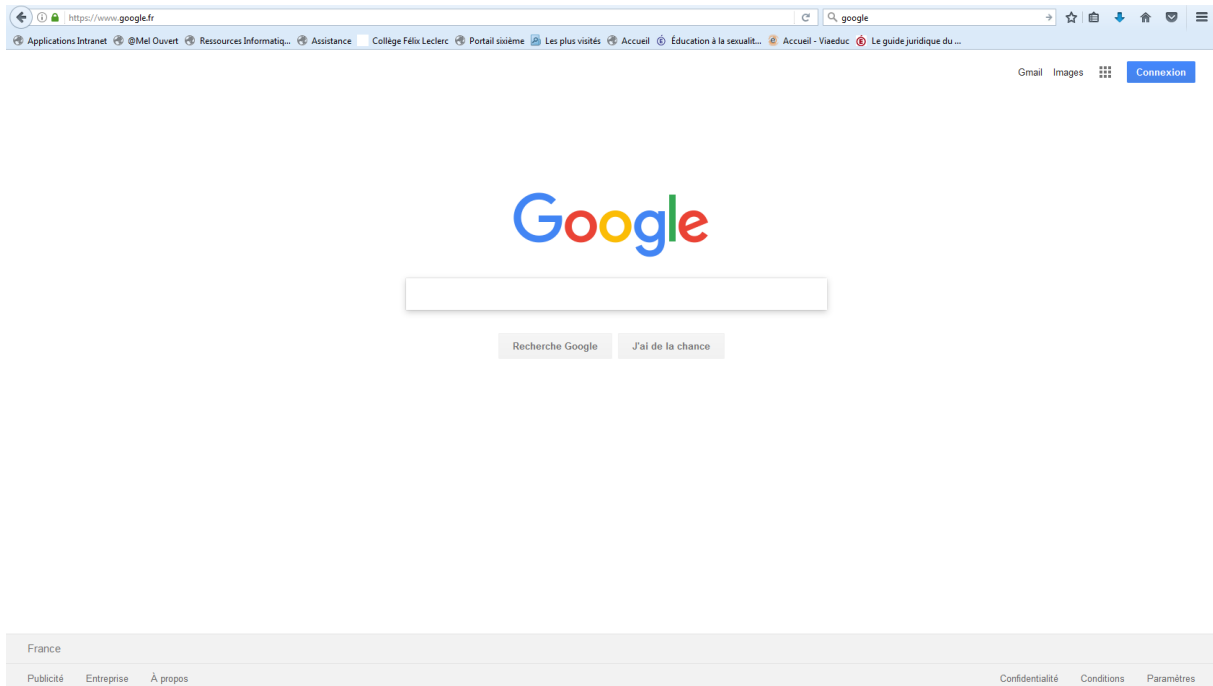 https://www.google.fr google
Applications Intranet @Mel Ouvert Ressources Informatiq... Assistance Collège Félix Leclerc Portail sixième Les plus visités Accueil Éducation à la sexualit... Accueil - Viaeduc Le guide juridique du ...
Gmail Images Connexion
Google
Recherche Google J'ai de la chance
France
Publicité Entreprise À propos Confidentialité Conditions Paramètres